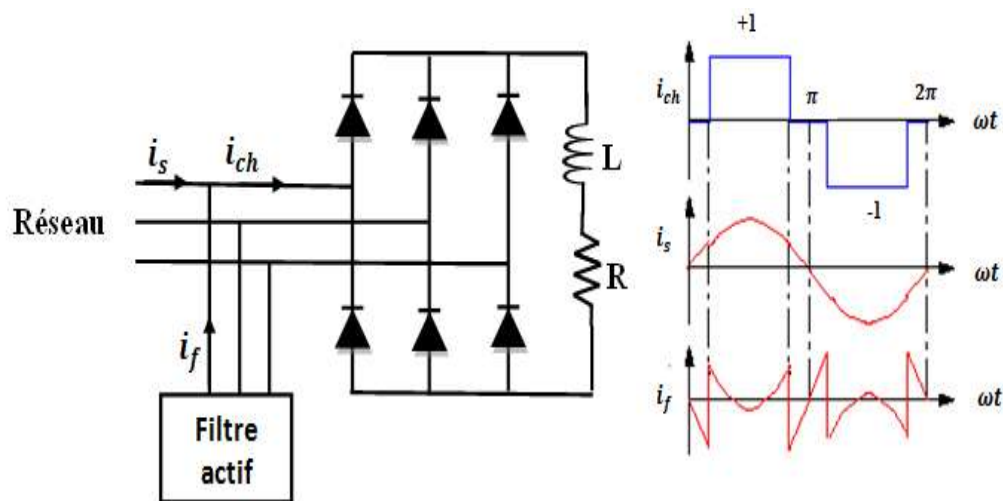 i_s
i_ch
Réseau
i_f
Filtre
actif
L
R
+1
i_ch
π
2π
ωt
-1
i_s
ωt
i_f
ωt